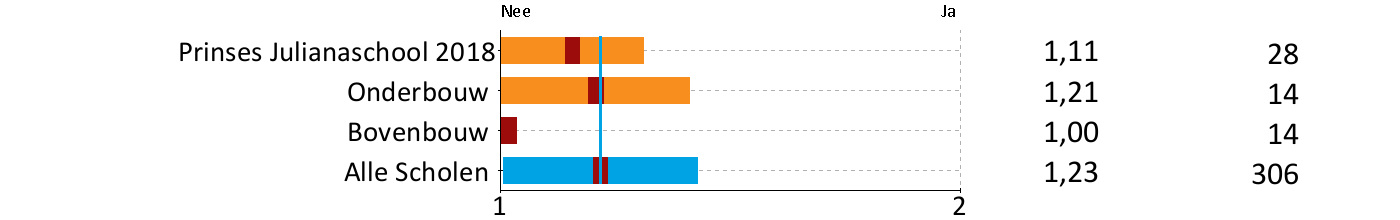 Nee Ja
Prinses Julianaschool 2018 1,11 28
Onderbouw 1,21 14
Bovenbouw 1,00 14
Alle Scholen 1,23 306
1 2